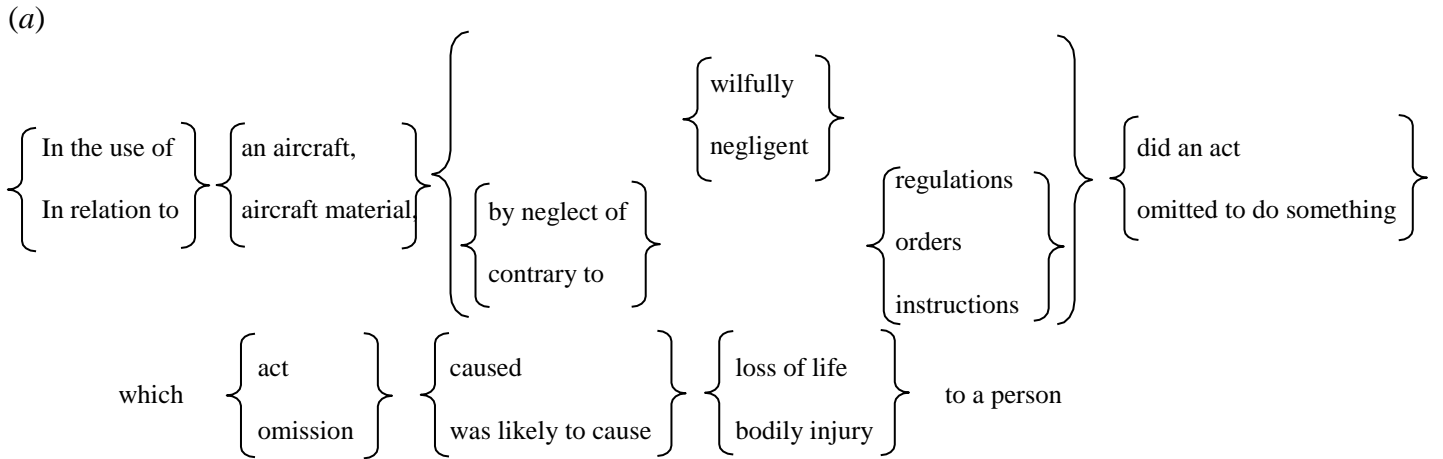 (a)
wilfully
negligent
In the use of an aircraft, did an act
regulations
In relation to aircraft material, by neglect of omitted to do something
orders
contrary to
instructions
act caused loss of life
which to a person
omission was likely to cause bodily injury